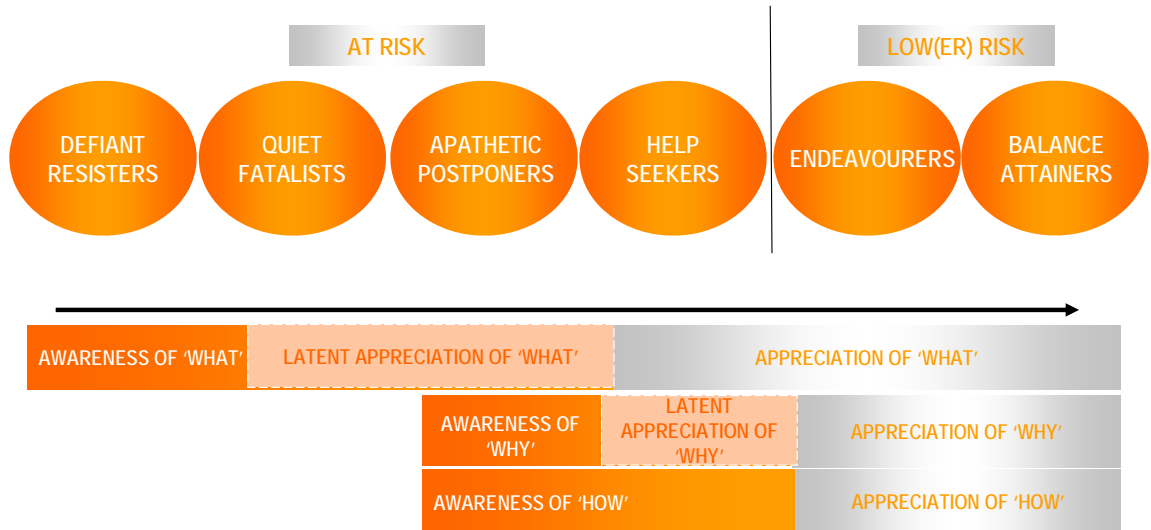 AT RISK
LOW(ER) RISK
DEFIANT
RESISTERS
QUIET
FATALISTS
APATHETIC
POSTPONERS
HELP
SEEKERS
ENDEAVOURERS
BALANCE
ATTAINERS
AWARENESS OF ‘WHAT’
LATENT APPRECIATION OF ‘WHAT’
APPRECIATION OF ‘WHAT’
AWARENESS OF
‘WHY’
LATENT
APPRECIATION OF
‘WHY’
APPRECIATION OF ‘WHY’
AWARENESS OF ‘HOW’
APPRECIATION OF ‘HOW’